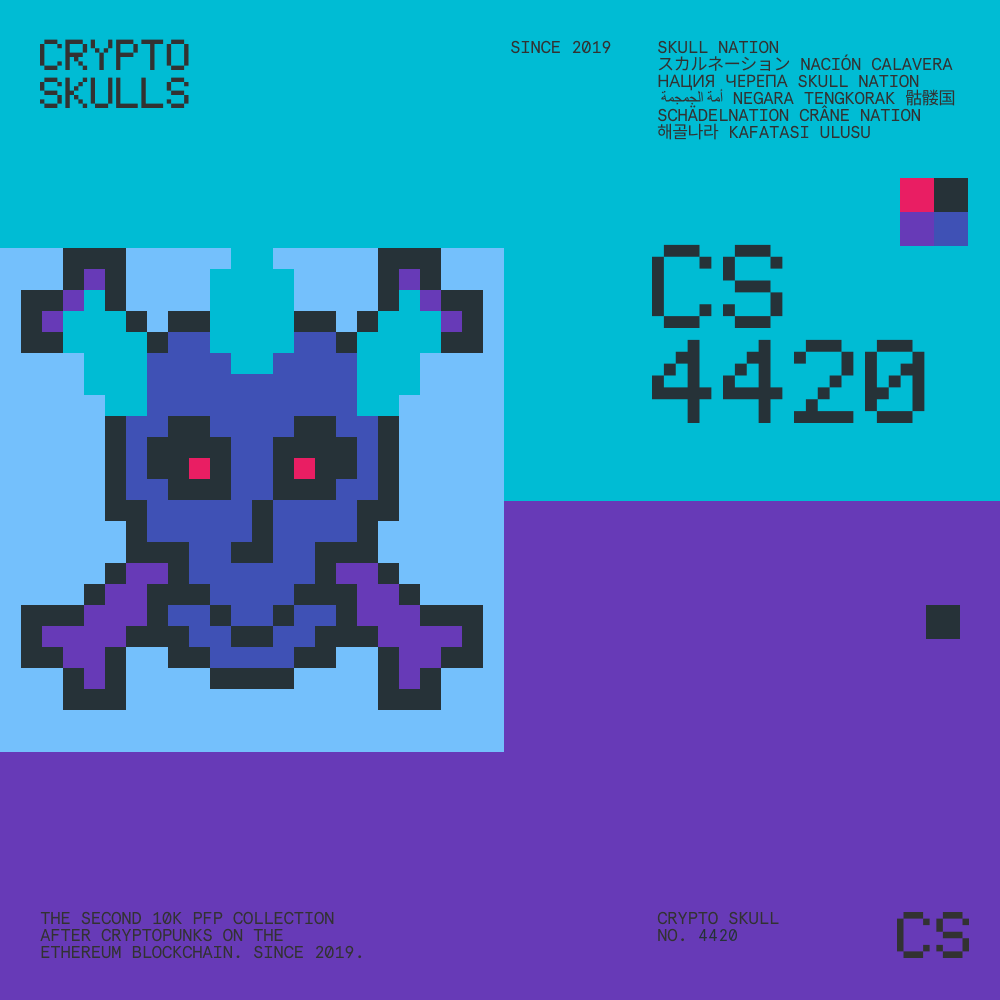 CRYPTO
SKULLS
SINCE 2019
SKULL NATION
スカルネーション NACIÓN CALAVERA
НАЦИЯ ЧЕРЕПА SKULL NATION
أمة الجمجمة NEGARA TENGKORAK 骷髅国
SCHÄDELNATION CRÂNE NATION
해골나라 KAFATASI ULUSU
CS
4420
THE SECOND 10K PFP COLLECTION
AFTER CRYPTOPUNKS ON THE
ETHEREUM BLOCKCHAIN. SINCE 2019.
CRYPTO SKULL
NO. 4420
CS